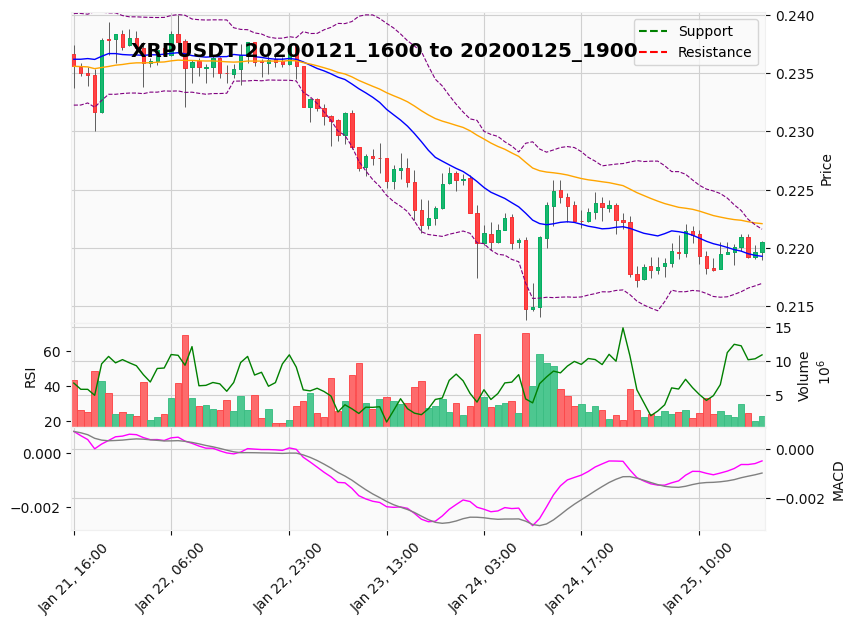 XRPUSDT 20200121_1600 to 20200125_1900
Support
Resistance
0.240
0.235
0.230
0.225
0.220
0.215
Price
60
40
20
RSI
15
10
5
Volume
10^6
0.000
−0.002
0.000
−0.002
MACD
Jan 21, 16:00
Jan 22, 06:00
Jan 22, 23:00
Jan 23, 13:00
Jan 24, 03:00
Jan 24, 17:00
Jan 25, 10:00